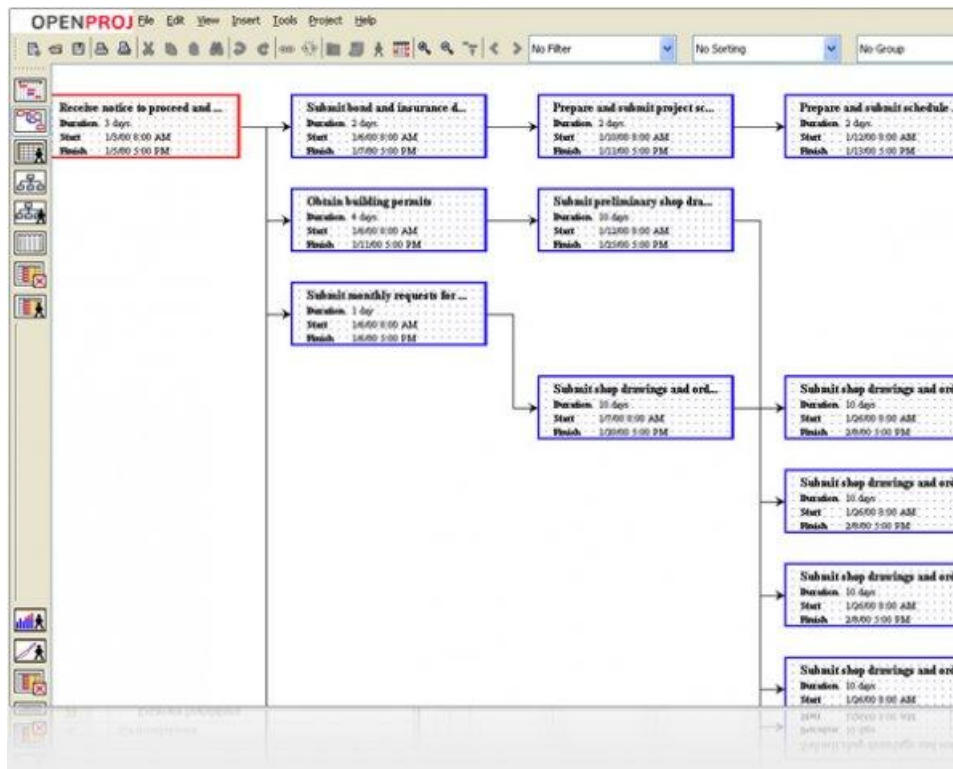 OPENPROJ File Edit View Insert Tools Project Help
No Filter No Sorting No Group
Receive notice to proceed and ...
Duration 3 days
Start 1/3/00 8:00 AM
Finish 1/5/00 5:00 PM
Submit bond and insurance d...
Duration 2 days
Start 1/6/00 8:00 AM
Finish 1/7/00 5:00 PM
Prepare and submit project sc...
Duration 2 days
Start 1/10/00 8:00 AM
Finish 1/11/00 5:00 PM
Prepare and submit schedule
Duration 2 days
Start 1/12/00 8:00 AM
Finish 1/13/00 5:00 PM
Obtain building permits
Duration 4 days
Start 1/6/00 8:00 AM
Finish 1/11/00 5:00 PM
Submit preliminary shop dra...
Duration 10 days
Start 1/12/00 8:00 AM
Finish 1/25/00 5:00 PM
Submit monthly requests for ...
Duration 1 day
Start 1/6/00 8:00 AM
Finish 1/6/00 5:00 PM
Submit shop drawings and ord...
Duration 10 days
Start 1/7/00 8:00 AM
Finish 1/20/00 5:00 PM
Submit shop drawings and ord
Duration 10 days
Start 1/26/00 8:00 AM
Finish 2/8/00 5:00 PM
Submit shop drawings and ord
Duration 10 days
Start 1/26/00 8:00 AM
Finish 2/8/00 5:00 PM
Submit shop drawings and ord
Duration 10 days
Start 1/26/00 8:00 AM
Finish 2/8/00 5:00 PM
Submit shop drawings and ord
Duration 10 days
Start 1/26/00 8:00 AM